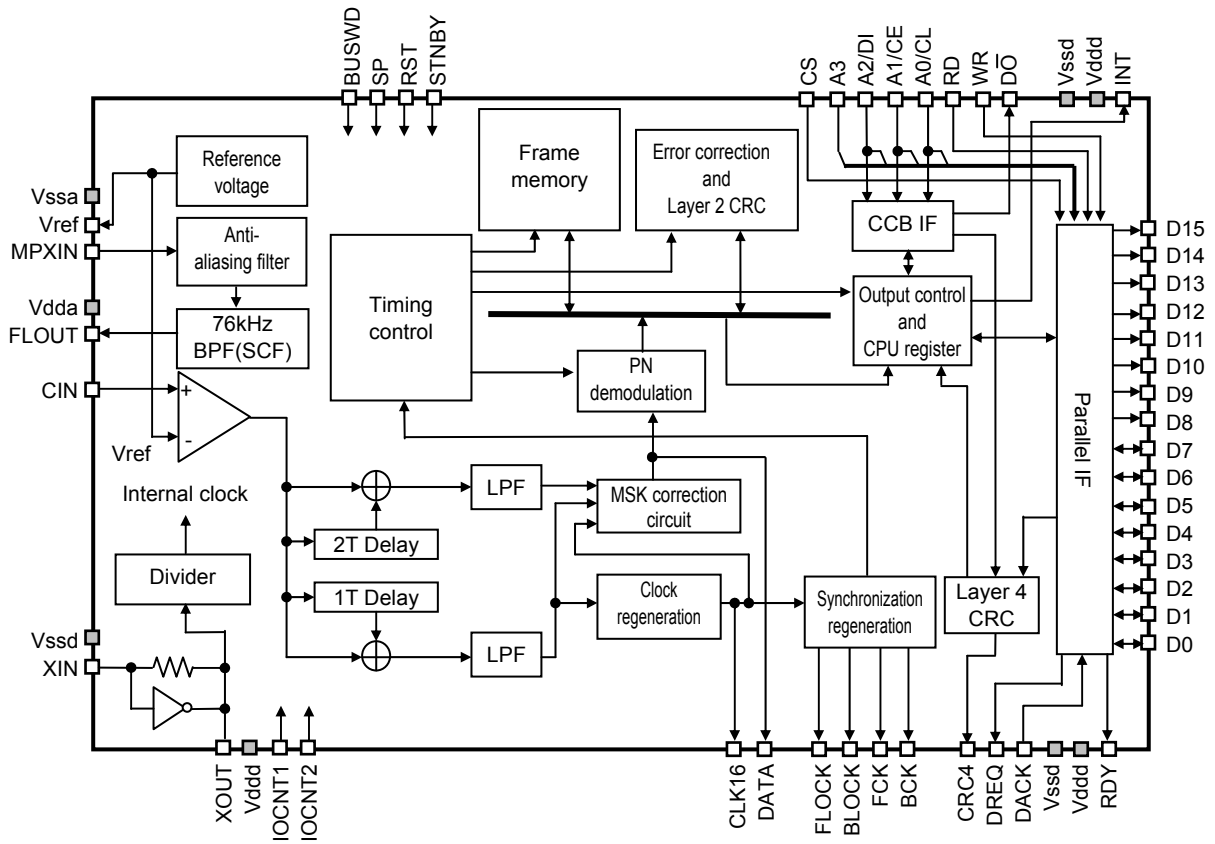 BUSWD
SP
RST
STNBY
CS
A3
A2/DI
A1/CE
A0/CL
RD
WR
D̅O̅
Vssd
Vddd
INT
Vssa
Vref
MPXIN
Vdda
FLOUT
CIN
Vssd
XIN
Reference
voltage
Anti-
aliasing filter
76kHz
BPF(SCF)
+
-
Vref
Internal clock
Divider
Timing
control
Frame
memory
Error correction
and
Layer 2 CRC
PN
demodulation
CCB IF
Output control
and
CPU register
Parallel IF
2T Delay
1T Delay
LPF
LPF
MSK correction
circuit
Clock
regeneration
Synchronization
regeneration
Layer 4
CRC
D15
D14
D13
D12
D11
D10
D9
D8
D7
D6
D5
D4
D3
D2
D1
D0
XOUT
Vddd
IOCNT1
IOCNT2
CLK16
DATA
FLOCK
BLOCK
FCK
BCK
CRC4
DREQ
DACK
Vssd
Vddd
RDY